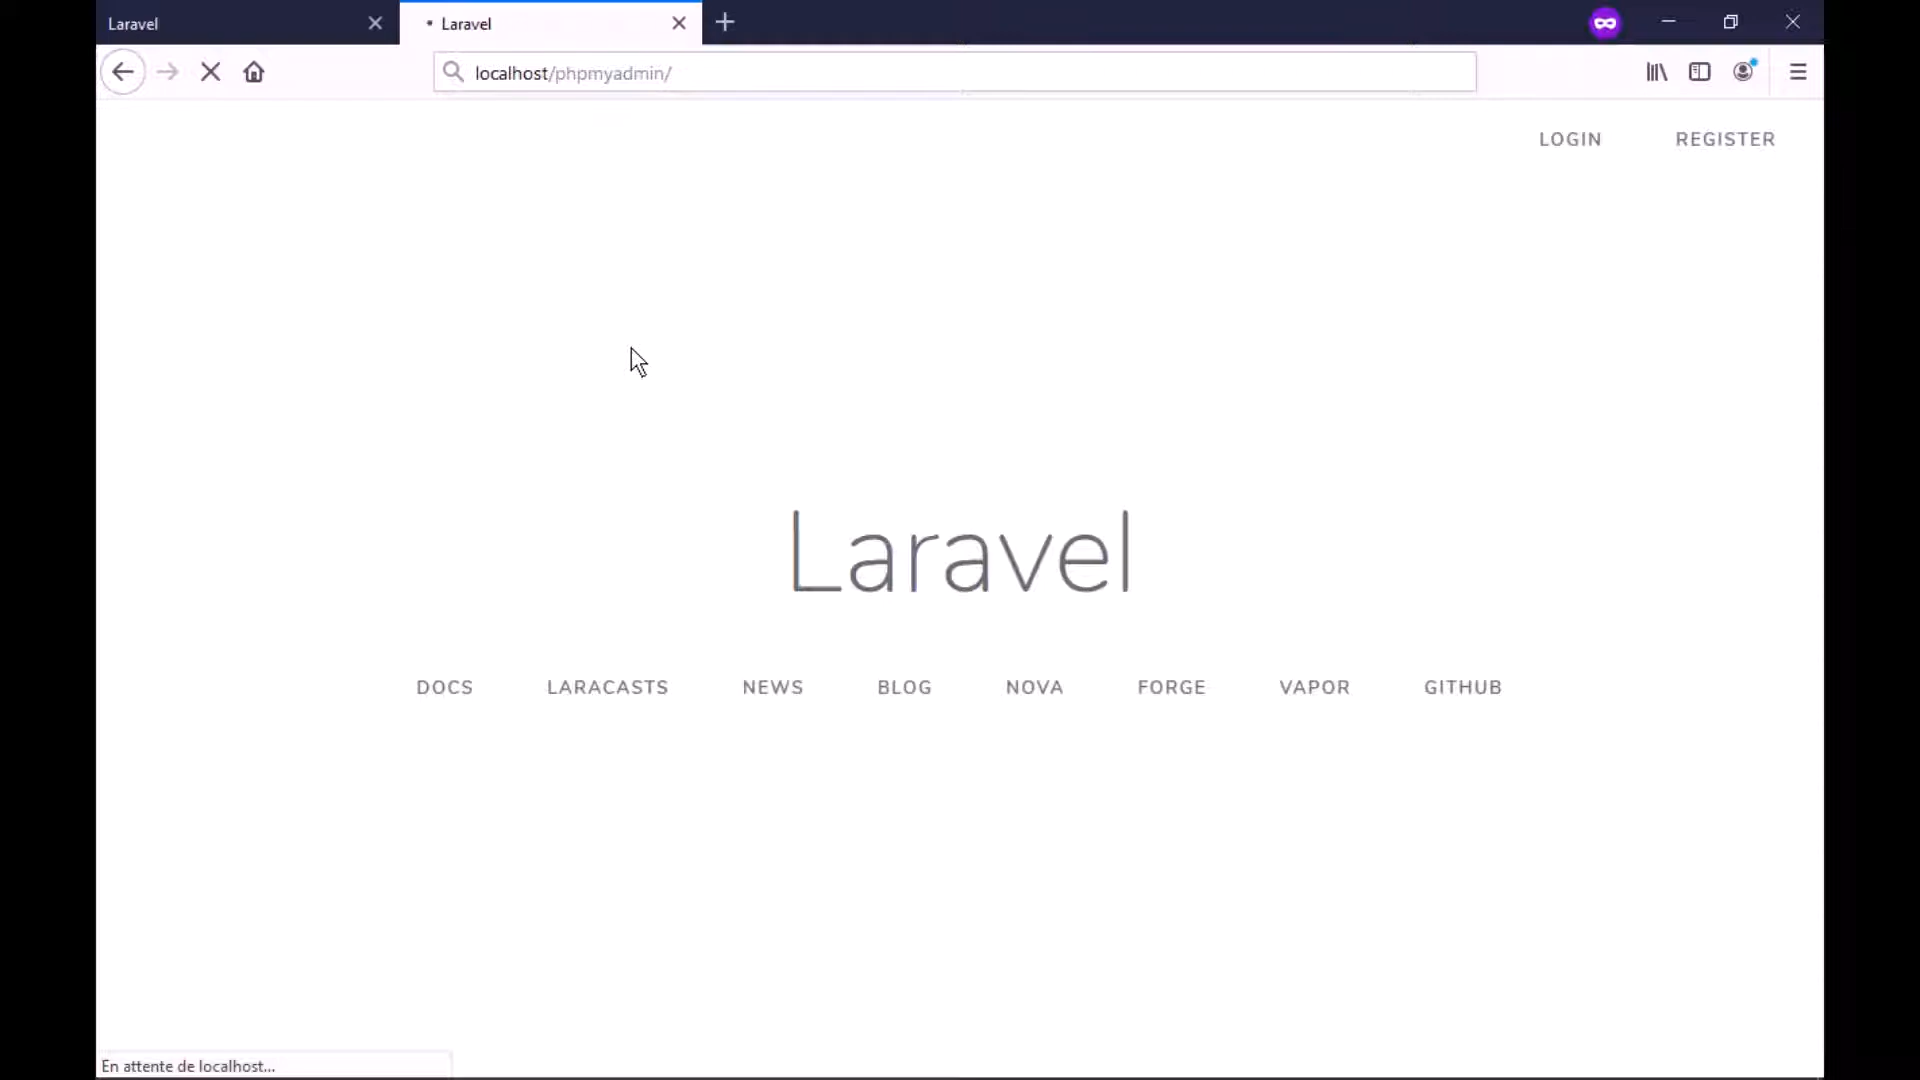 Laravel
Laravel
localhost/phpmyadmin/
LOGIN REGISTER
Laravel
DOCS LARACASTS NEWS BLOG NOVA FORGE VAPOR GITHUB
En attente de localhost...